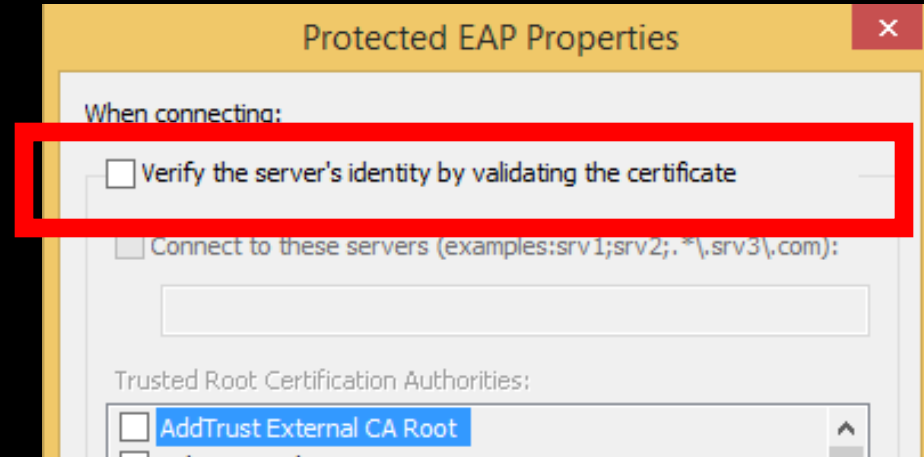 Protected EAP Properties
When connecting:
Verify the server's identity by validating the certificate
Connect to these servers (examples:srv1;srv2;.*\.srv3\.com):
Trusted Root Certification Authorities:
AddTrust External CA Root